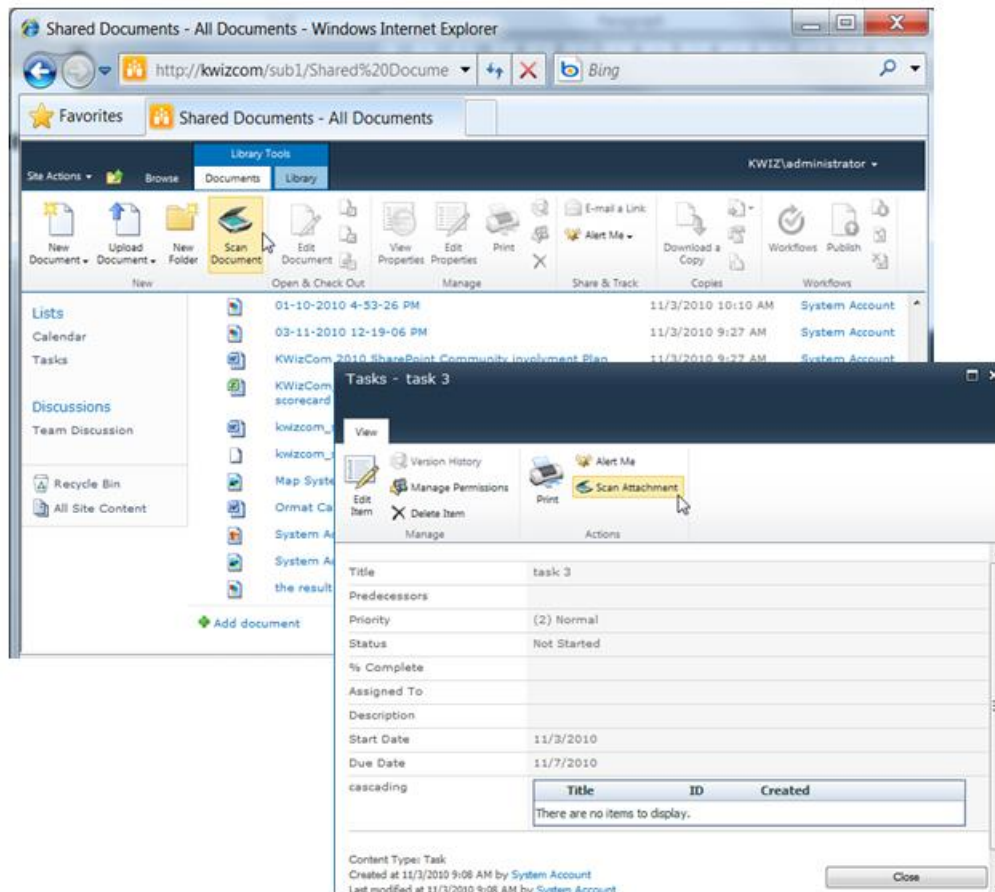 Shared Documents - All Documents - Windows Internet Explorer
http://kwizcom/sub1/Shared%20Docume
Bing
Favorites
Shared Documents - All Documents
Library Tools
KWIZ\administrator
Site Actions
Browse
Documents
Library
New Document
Upload Document
New Folder
Scan Document
Edit Document
View Properties
Edit Properties
Print
E-mail a Link
Alert Me
Download a Copy
Workflows
Publish
New
Open & Check Out
Manage
Share & Track
Copies
Workflows
Lists
Calendar
Tasks
Discussions
Team Discussion
Recycle Bin
All Site Content
01-10-2010 4-53-26 PM 11/3/2010 10:10 AM System Account
03-11-2010 12-19-06 PM 11/3/2010 9:27 AM System Account
KWizCom 2010 SharePoint Community involvment Plan 11/3/2010 9:27 AM System Account
KWizCom
scorecard
kwizcom_
kwizcom_
Map Syste
Ormat Ca
System A
System A
the result
Add document
Tasks - task 3
View
Edit Item
Version History
Manage Permissions
Delete Item
Manage
Print
Alert Me
Scan Attachment
Actions
Title task 3
Predecessors
Priority (2) Normal
Status Not Started
% Complete
Assigned To
Description
Start Date 11/3/2010
Due Date 11/7/2010
cascading
Title ID Created
There are no items to display.
Content Type: Task
Created at 11/3/2010 9:08 AM by System Account
Last modified at 11/3/2010 9:08 AM by System Account
Close